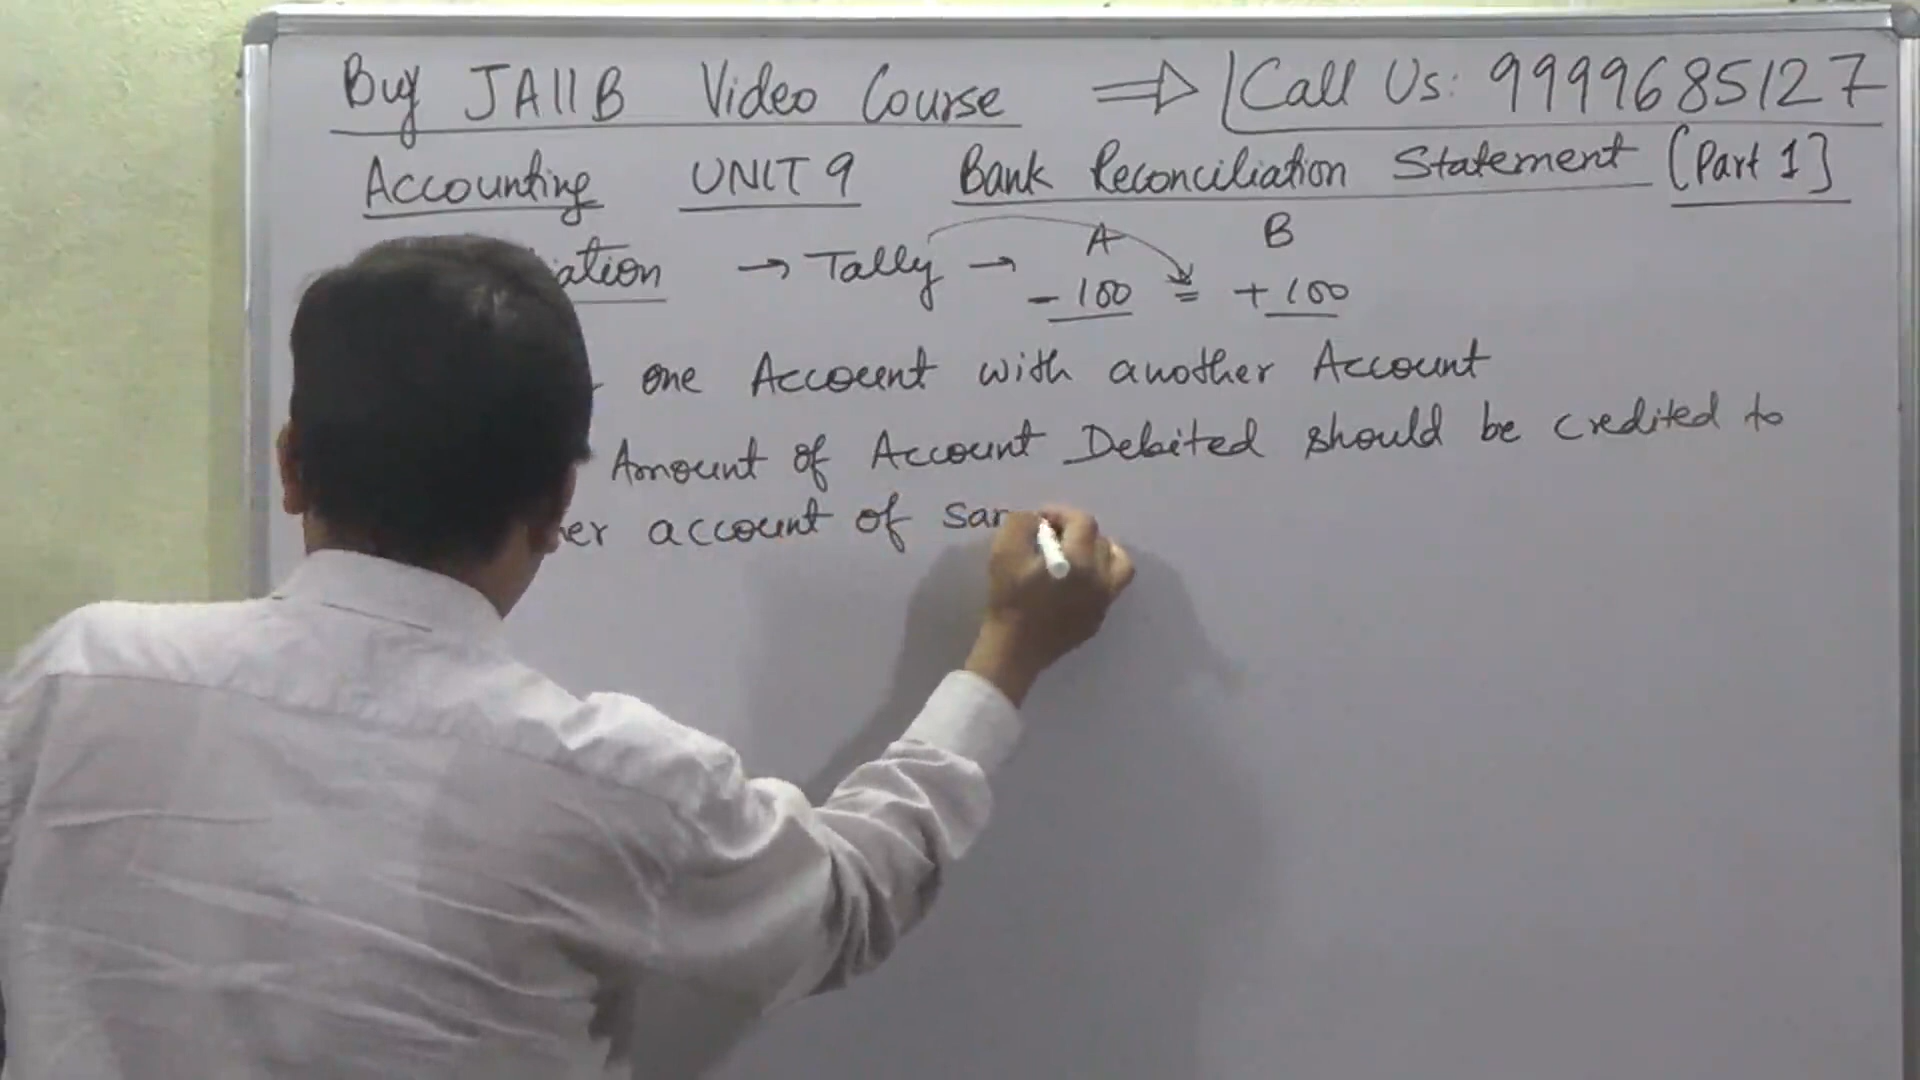 Buy JAIIB Video Course ⇒ Call Us: 9999685127
Accounting UNIT 9 Bank Reconciliation Statement [Part 1]
A B
ation → Tally → - 100 = + 100
one Account with another Account
Amount of Account Debited should be credited to
er account of sa